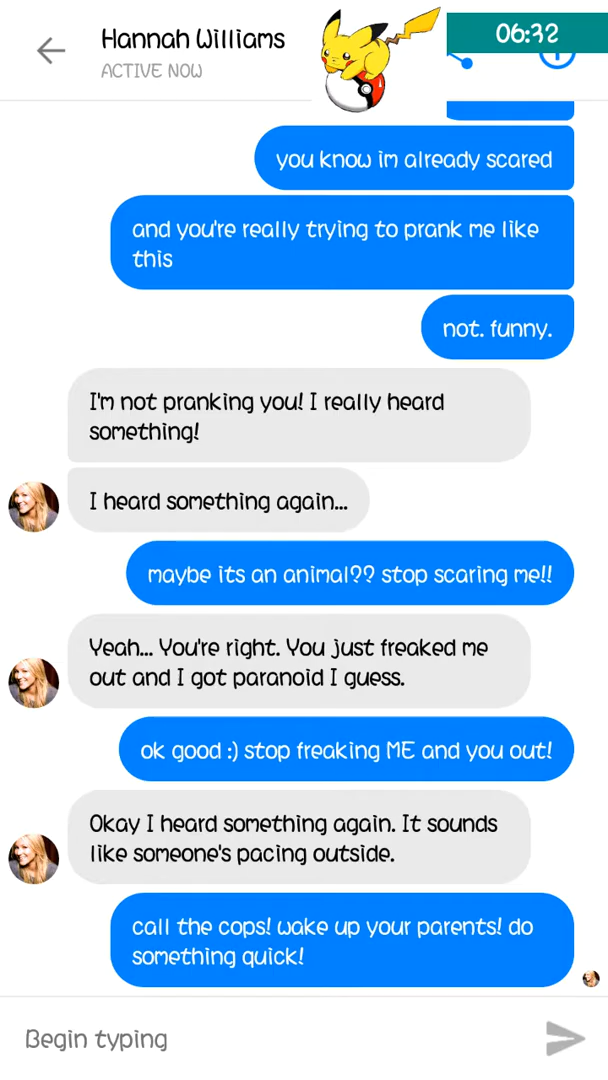 Hannah Williams
ACTIVE NOW
06:32
you know im already scared
and you're really trying to prank me like
this
not. funny.
I'm not pranking you! I really heard
something!
I heard something again...
maybe its an animal?? stop scaring me!!
Yeah... You're right. You just freaked me
out and I got paranoid I guess.
ok good :) stop freaking ME and you out!
Okay I heard something again. It sounds
like someone's pacing outside.
call the cops! wake up your parents! do
something quick!
Begin typing